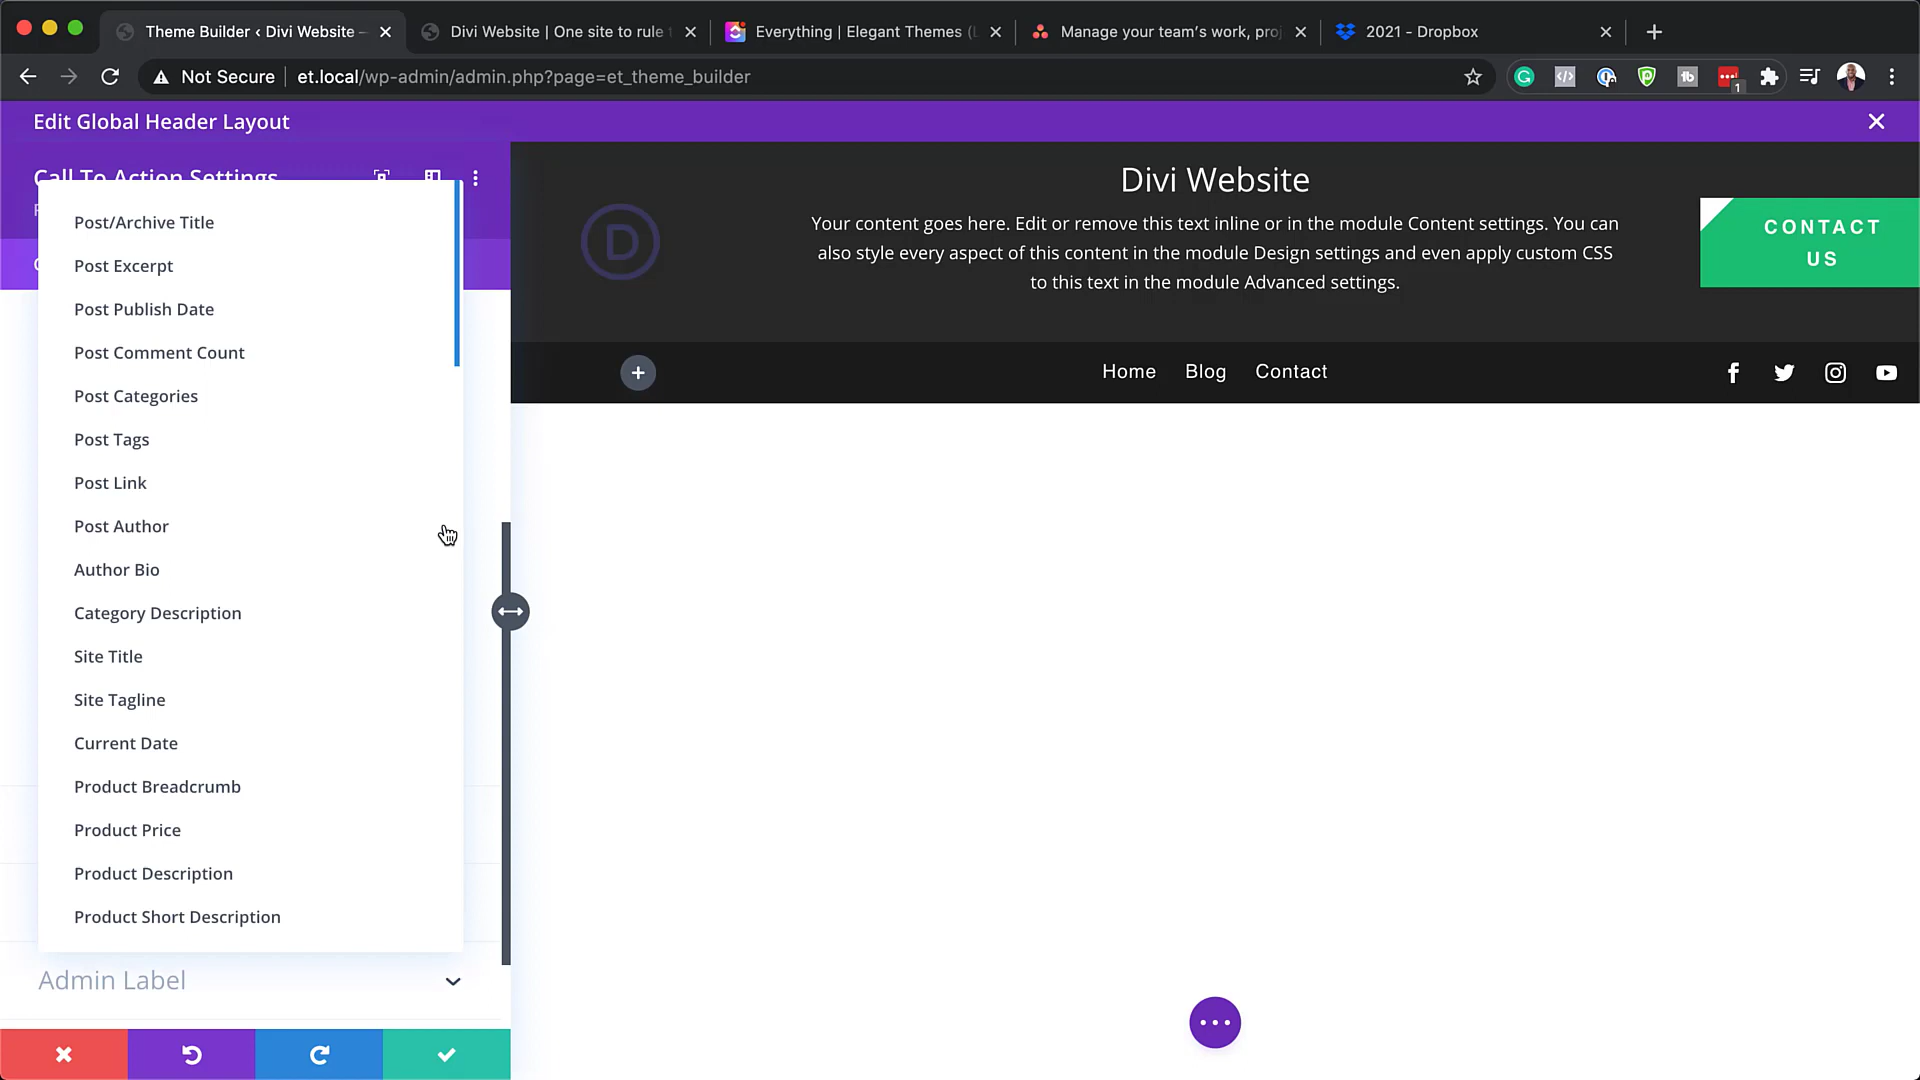 Theme Builder ‹ Divi Website –
Divi Website | One site to rule
Everything | Elegant Themes (
Manage your team's work, proj
2021 - Dropbox
Not Secure
et.local/wp-admin/admin.php?page=et_theme_builder
1
Edit Global Header Layout
Call To Action Settings
Post/Archive Title
Post Excerpt
Post Publish Date
Post Comment Count
Post Categories
Post Tags
Post Link
Post Author
Author Bio
Category Description
Site Title
Site Tagline
Current Date
Product Breadcrumb
Product Price
Product Description
Product Short Description
Admin Label
D
Divi Website
Your content goes here. Edit or remove this text inline or in the module Content settings. You can
also style every aspect of this content in the module Design settings and even apply custom CSS
to this text in the module Advanced settings.
CONTACT
US
Home Blog Contact